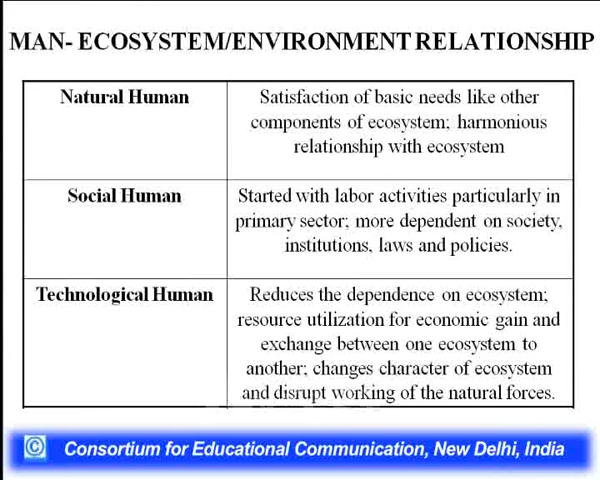 MAN- ECOSYSTEM/ENVIRONMENT RELATIONSHIP
Natural Human
Satisfaction of basic needs like other
components of ecosystem; harmonious
relationship with ecosystem
Social Human
Started with labor activities particularly in
primary sector; more dependent on society,
institutions, laws and policies.
Technological Human
Reduces the dependence on ecosystem;
resource utilization for economic gain and
exchange between one ecosystem to
another; changes character of ecosystem
and disrupt working of the natural forces.
© Consortium for Educational Communication, New Delhi, India